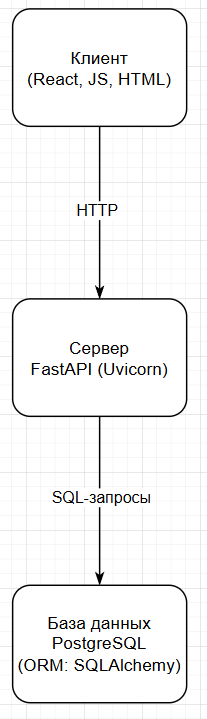 Клиент
(React, JS, HTML)
HTTP
Сервер
FastAPI (Uvicorn)
SQL-запросы
База данных
PostgreSQL
(ORM: SQLAlchemy)